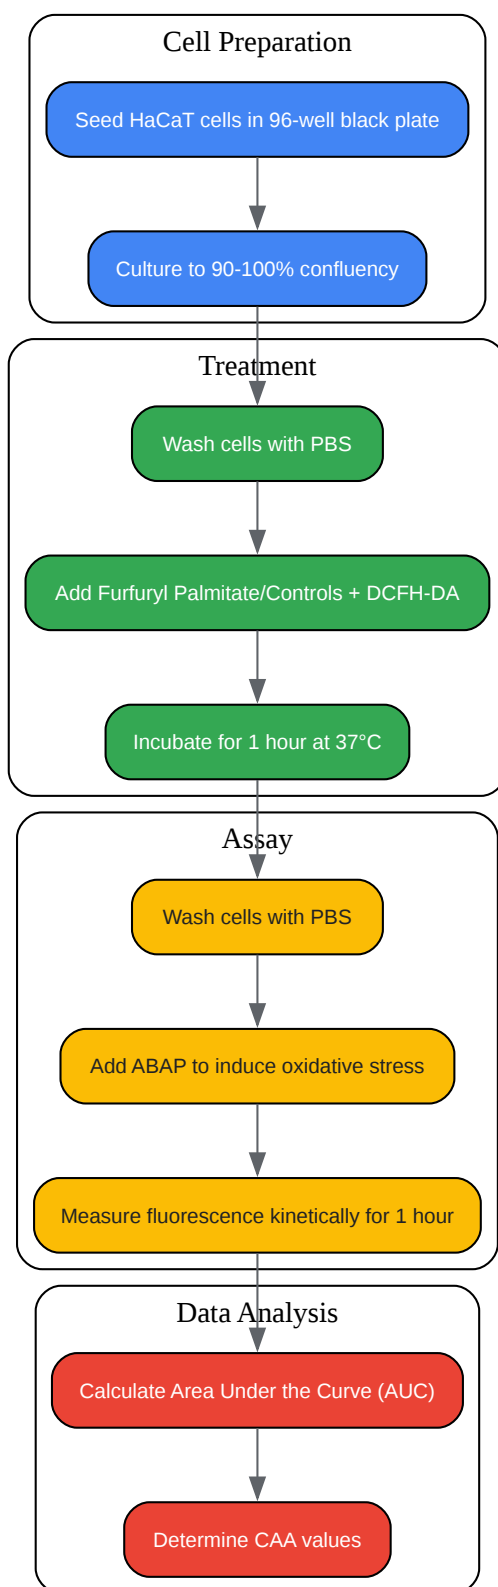 Cell Preparation
Seed HaCaT cells in 96-well black plate
Culture to 90-100% confluency
Treatment
Wash cells with PBS
Add Furfuryl Palmitate/Controls + DCFH-DA
Incubate for 1 hour at 37°C
Assay
Wash cells with PBS
Add ABAP to induce oxidative stress
Measure fluorescence kinetically for 1 hour
Data Analysis
Calculate Area Under the Curve (AUC)
Determine CAA values